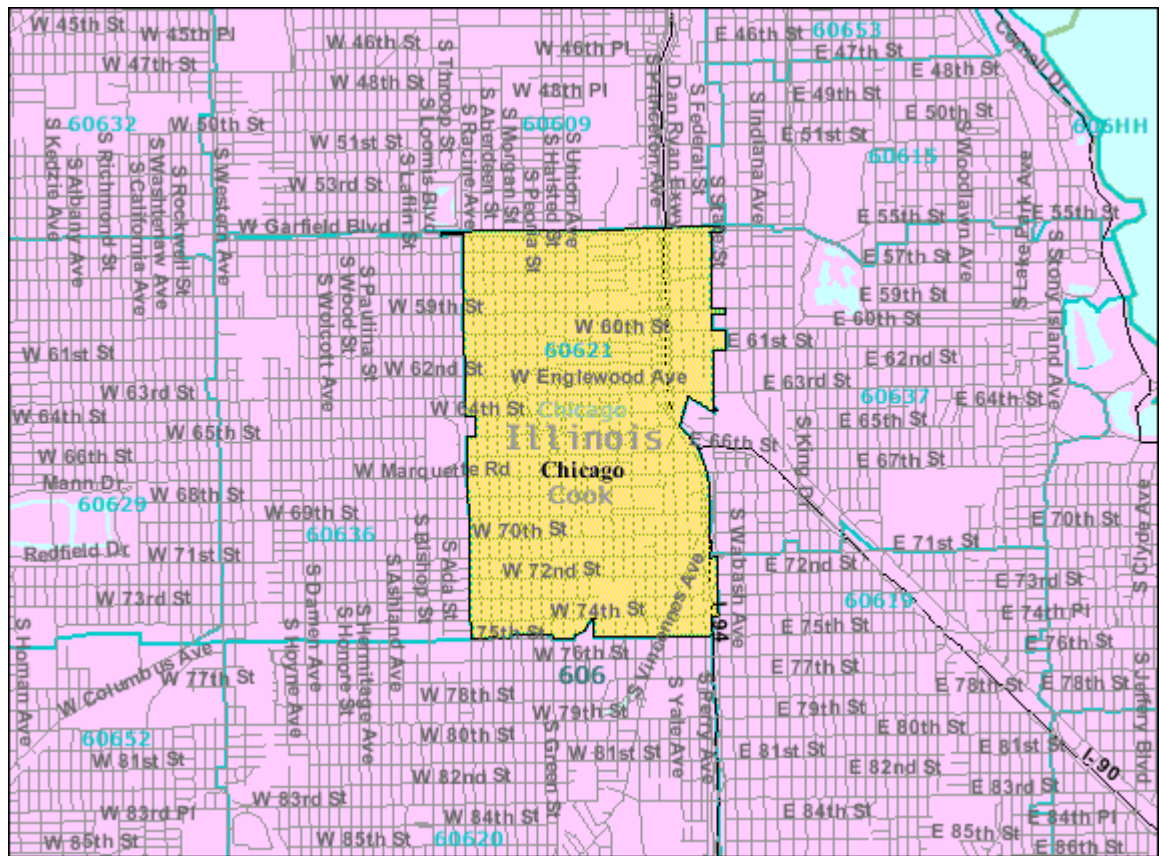 W 45th St
W 45th Pl
W 46th St
W 46th Pl
E 46th St
60653
E 47th St
Cornell Dr
W 47th St
W 48th St
W 48th Pl
E 48th St
E 49th St
E 50th St
60632
W 50th St
W 51st St
60609
E 51st St
606HH
60615
W 53rd St
S Kedzie Ave
S Albany Ave
S Richmond St
S California Ave
S Washtenaw Ave
S Rockwell St
S Western Ave
S Laflin St
S Loomis Blvd
S Throop St
S Racine Ave
S Aberdeen St
S Morgan St
S Peoria St
S Halsted St
S Union Ave
S Princeton Ave
Dan Ryan Exwy
S Federal St
S State St
S Indiana Ave
S Woodlawn Ave
S Lake Park Ave
S Stony Island Ave
W Garfield Blvd
E 55th St
E 55th St
E 57th St
S Wolcott Ave
S Wood St
S Paulina St
W 59th St
E 59th St
W 60th St
E 60th St
W 61st St
60621
E 61st St
E 62nd St
W 62nd St
W Englewood Ave
E 63rd St
W 63rd St
60637
E 64th St
W 64th St
W 64th St
Chicago
E 65th St
W 65th St
Illinois
E 66th St
S King Dr
W 66th St
W Marquette Rd
Chicago
E 67th St
Mann Dr
W 68th St
Cook
60629
W 69th St
60636
W 70th St
E 70th St
Redfield Dr
W 71st St
E 71st St
S Clyde Ave
W 72nd St
E 72nd St
E 73rd St
W 73rd St
60619
W 74th St
E 74th Pl
S Homan Ave
S Damen Ave
S Hoyne Ave
S Honore St
S Hermitage Ave
S Ashland Ave
S Bishop St
S Ada St
S Vincennes Ave
S Wabash Ave
I-94
75th St
E 75th St
E 76th St
W 76th St
W Columbus Ave
W 77th St
606
E 77th St
W 78th St
E 78th St
E 78th St
S Jeffery Blvd
W 79th St
E 79th St
S Green St
S Yale Ave
S Perry Ave
W 80th St
E 80th St
60652
W 81st St
W 81st St
E 81st St
E 81st St
I-90
W 82nd St
E 82nd St
W 83rd Pl
W 83rd St
E 83rd St
W 84th St
E 84th St
E 84th Pl
W 85th St
W 85th St
60620
E 85th St
E 86th St